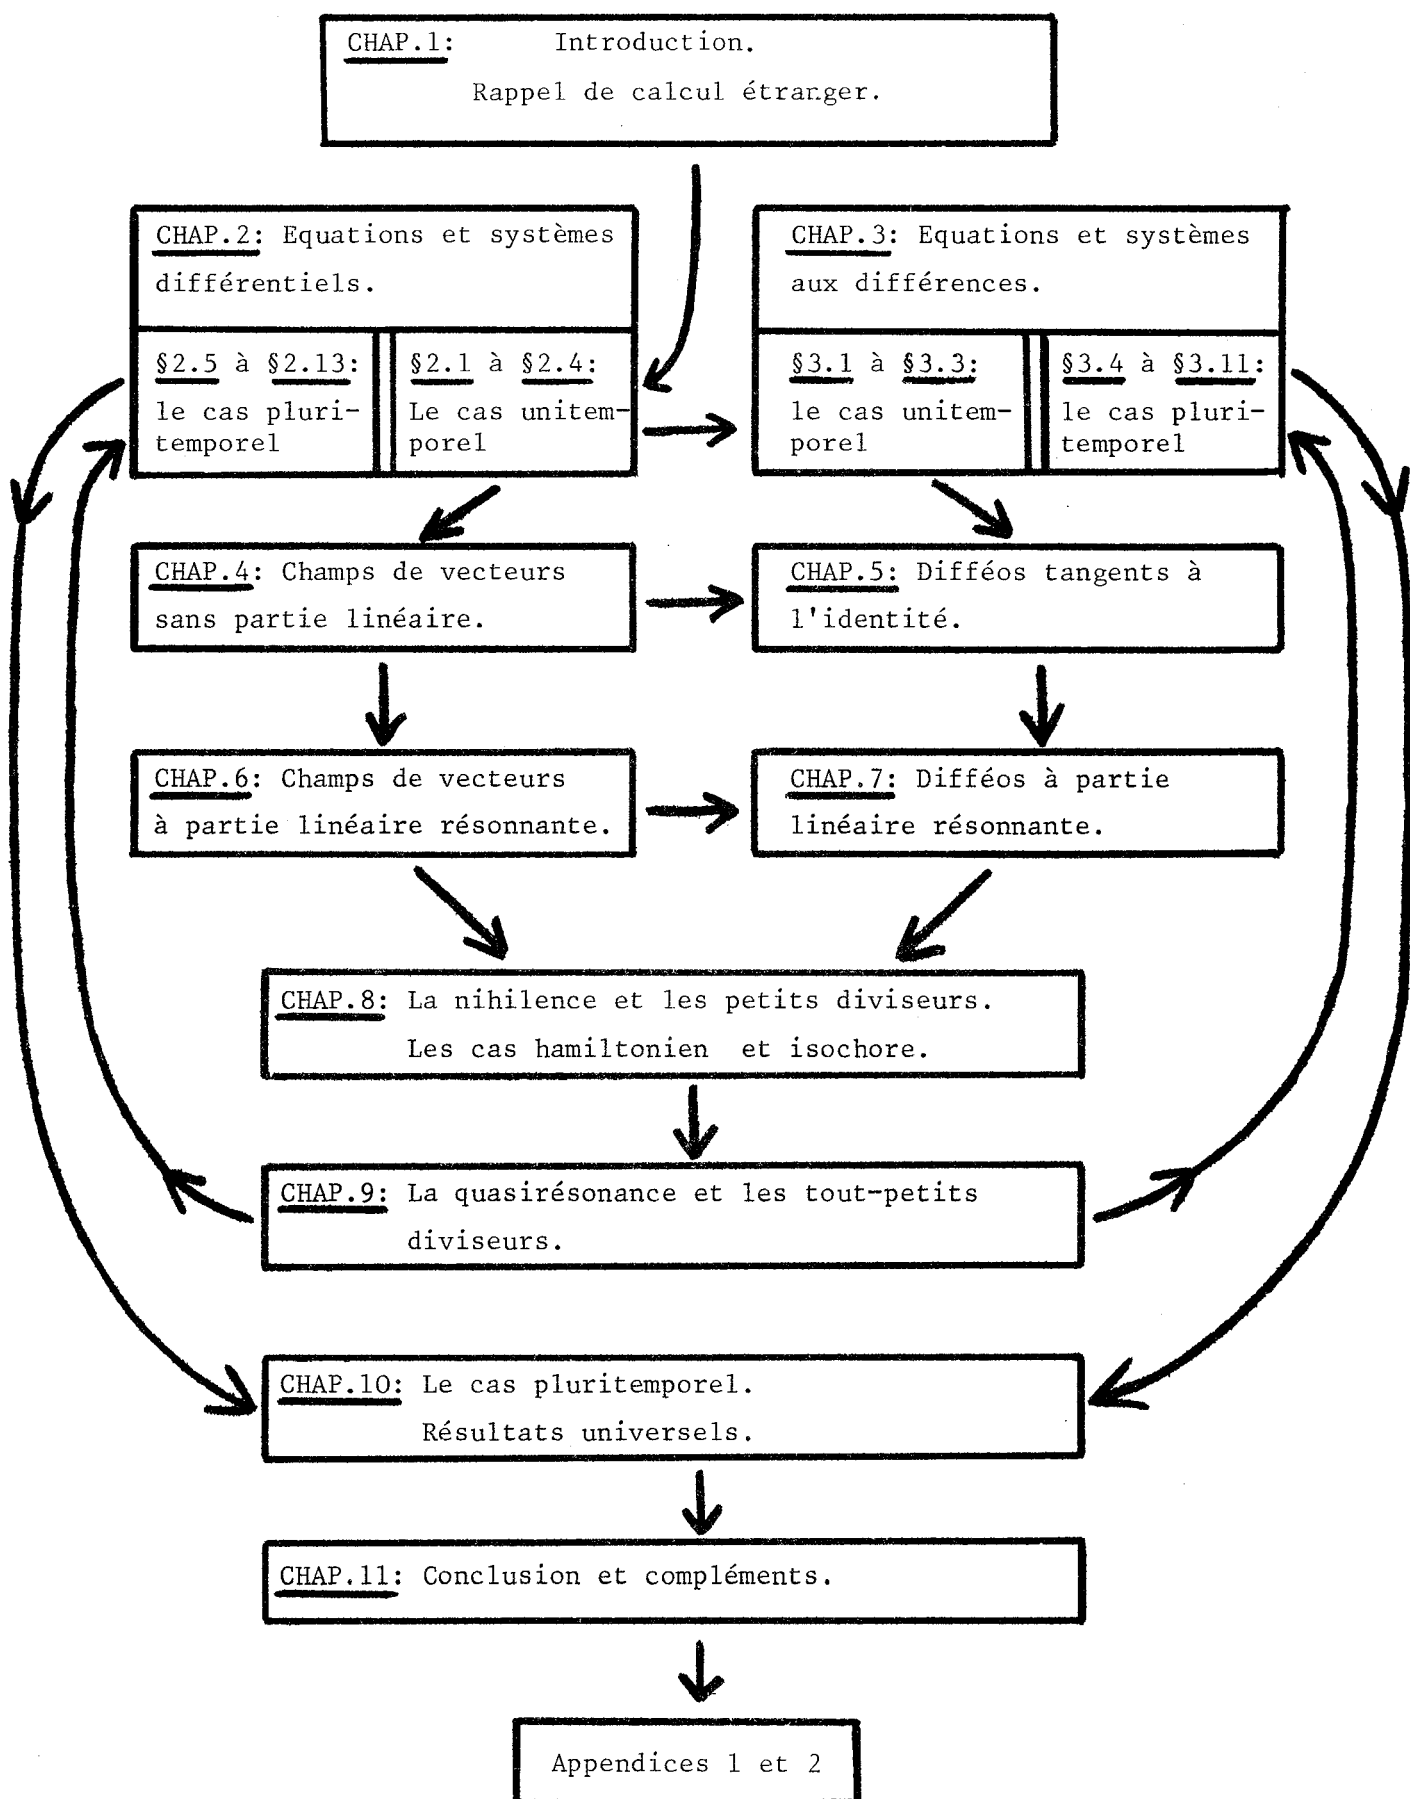 CHAP.1: Introduction.
Rappel de calcul étranger.
CHAP.2: Equations et systèmes
différentiels.
§2.5 à §2.13:
le cas pluri-
temporel
§2.1 à §2.4:
Le cas unitem-
porel
CHAP.3: Equations et systèmes
aux différences.
§3.1 à §3.3:
le cas unitem-
porel
§3.4 à §3.11:
le cas pluri-
temporel
CHAP.4: Champs de vecteurs
sans partie linéaire.
CHAP.5: Difféos tangents à
l'identité.
CHAP.6: Champs de vecteurs
à partie linéaire résonnante.
CHAP.7: Difféos à partie
linéaire résonnante.
CHAP.8: La nihilence et les petits diviseurs.
Les cas hamiltonien et isochore.
CHAP.9: La quasirésonance et les tout-petits
diviseurs.
CHAP.10: Le cas pluritemporel.
Résultats universels.
CHAP.11: Conclusion et compléments.
Appendices 1 et 2